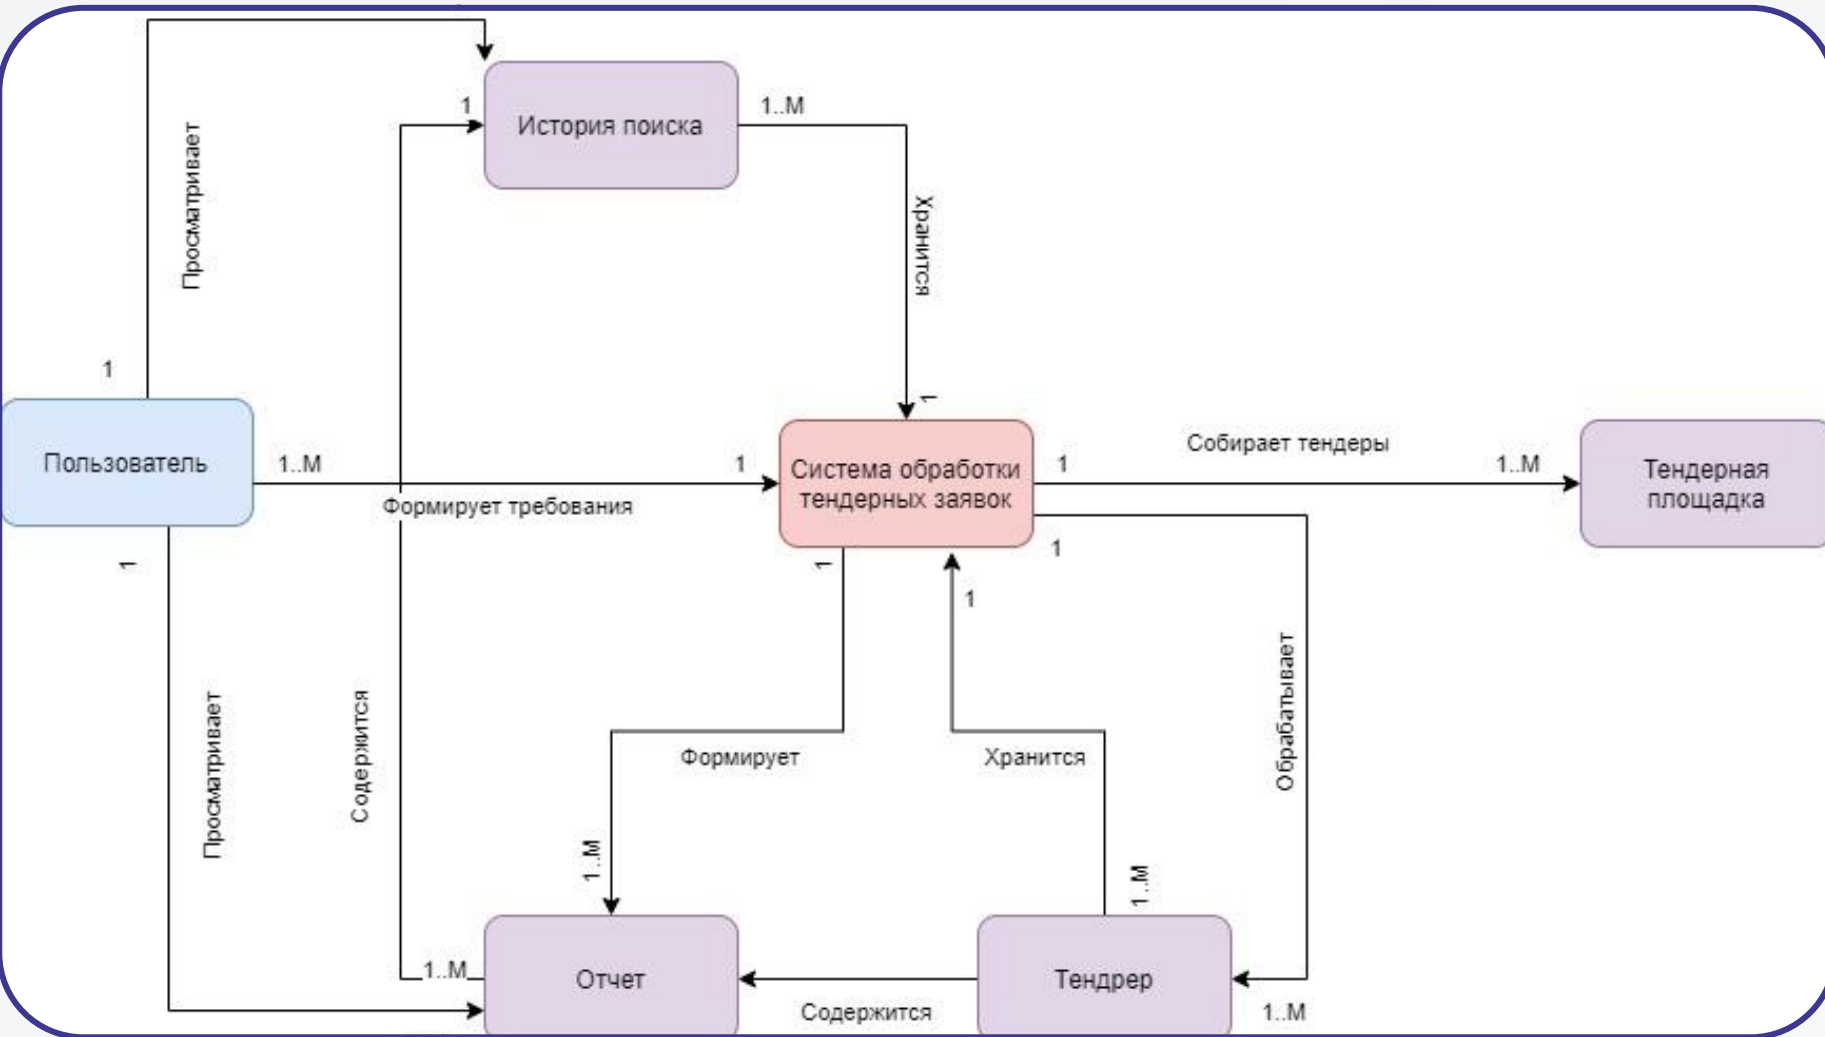 1
История поиска
1..М
Просматривает
Хранится
1
1
Пользователь
1..М
Формирует требования
1
Система обработки
тендерных заявок
1
Собирает тендеры
1..М
Тендерная
площадка
1
1
1
1
Обрабатывает
Просматривает
Содержится
Формирует
Хранится
1..М
1..М
1..М
Отчет
Содержится
Тендрер
1..М